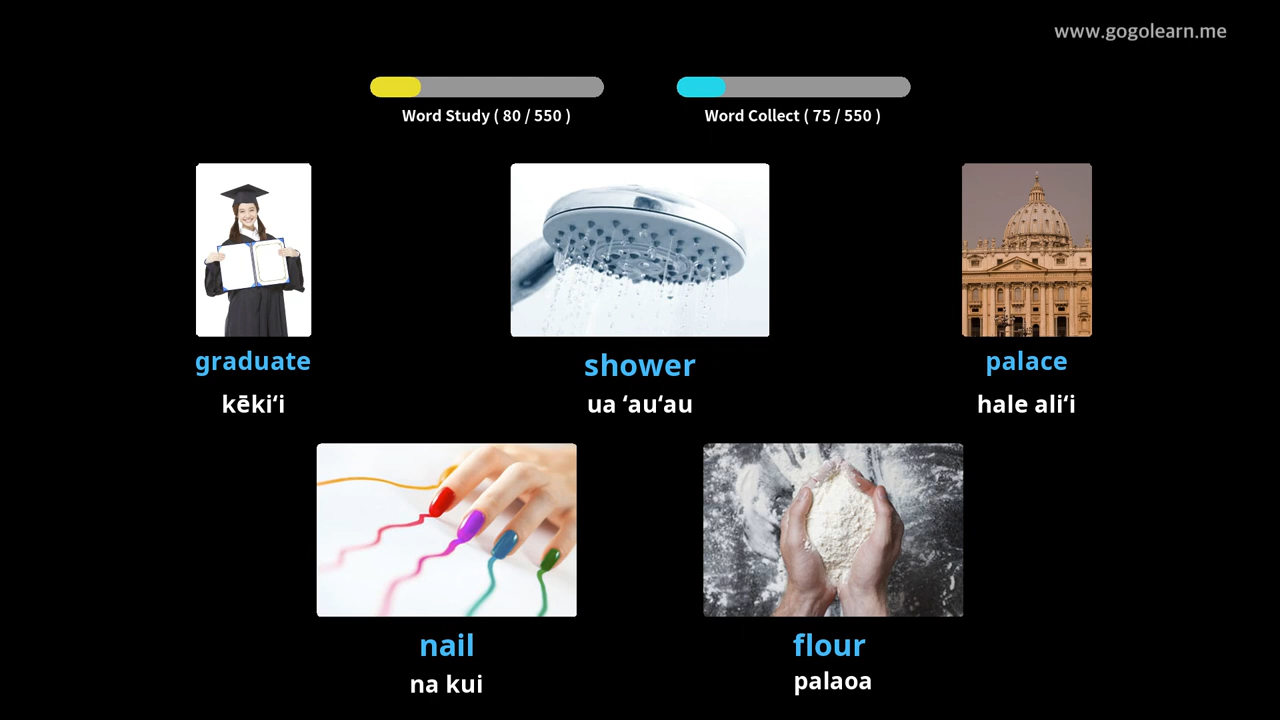 www.gogolearn.me
Word Study ( 80 / 550 )
Word Collect ( 75 / 550 )
graduate
kēkiʻi
shower
ua ʻauʻau
palace
hale aliʻi
nail
na kui
flour
palaoa